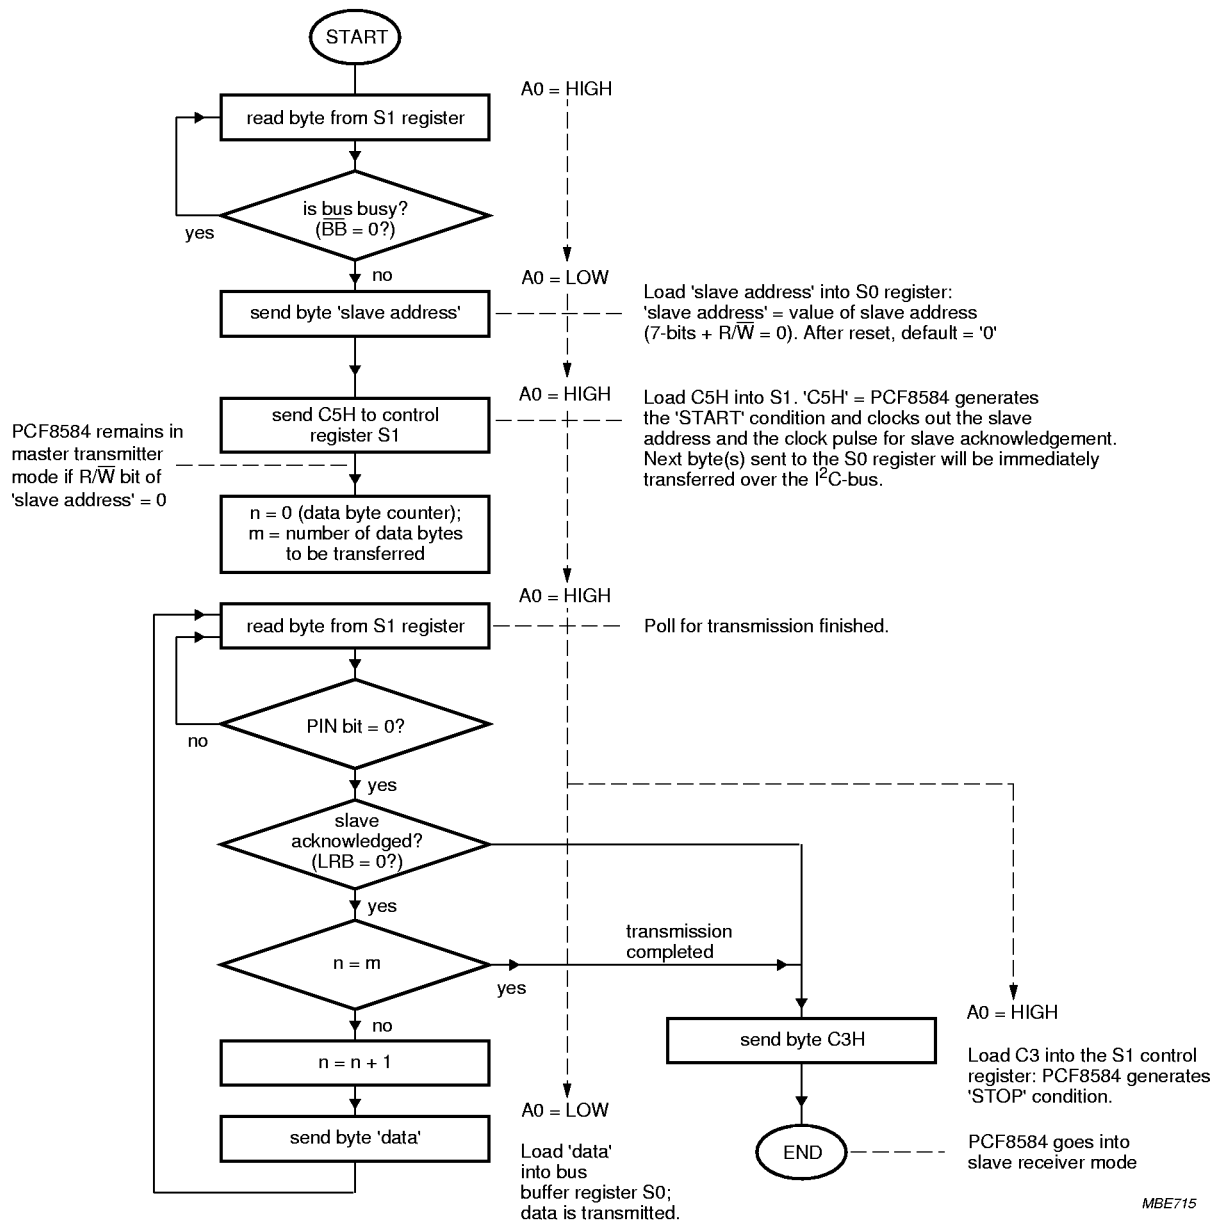 START
A0 = HIGH
read byte from S1 register
is bus busy?
(B̅B̅ = 0?)
yes
no
A0 = LOW
send byte 'slave address'
Load 'slave address' into S0 register:
'slave address' = value of slave address
(7-bits + R/W̅ = 0). After reset, default = '0'
A0 = HIGH
send C5H to control
register S1
Load C5H into S1. 'C5H' = PCF8584 generates
the 'START' condition and clocks out the slave
address and the clock pulse for slave acknowledgement.
Next byte(s) sent to the S0 register will be immediately
transferred over the I²C-bus.
PCF8584 remains in
master transmitter
mode if R/W̅ bit of
'slave address' = 0
n = 0 (data byte counter);
m = number of data bytes
to be transferred
A0 = HIGH
read byte from S1 register
Poll for transmission finished.
PIN bit = 0?
no
yes
slave
acknowledged?
(LRB = 0?)
yes
n = m
yes
transmission
completed
no
n = n + 1
send byte 'data'
A0 = LOW
Load 'data'
into bus
buffer register S0;
data is transmitted.
send byte C3H
A0 = HIGH
Load C3 into the S1 control
register: PCF8584 generates
'STOP' condition.
END
PCF8584 goes into
slave receiver mode
MBE715